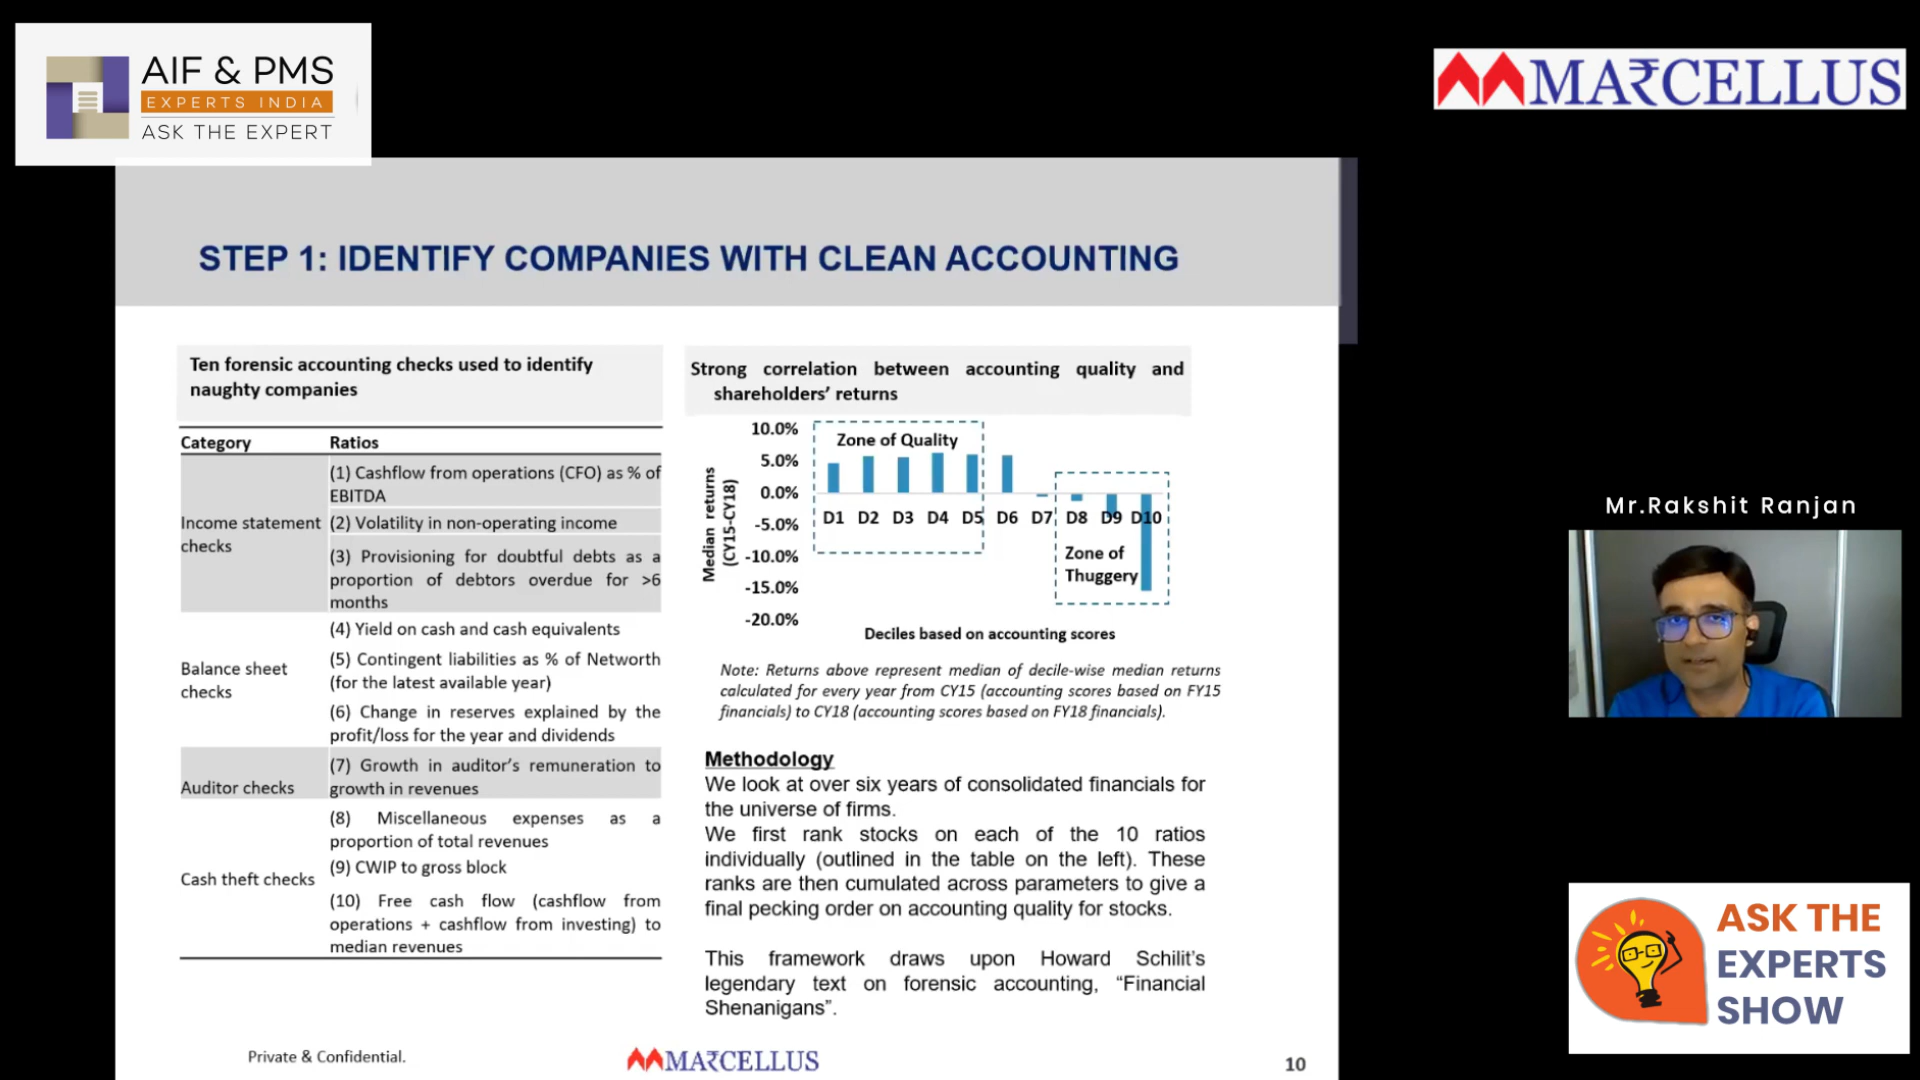 AIF & PMS
EXPERTS INDIA
ASK THE EXPERT
MA₹CELLUS
STEP 1: IDENTIFY COMPANIES WITH CLEAN ACCOUNTING
Ten forensic accounting checks used to identify
naughty companies
Category Ratios
Income statement
checks
(1) Cashflow from operations (CFO) as % of
EBITDA
(2) Volatility in non-operating income
(3) Provisioning for doubtful debts as a
proportion of debtors overdue for >6
months
Balance sheet
checks
(4) Yield on cash and cash equivalents
(5) Contingent liabilities as % of Networth
(for the latest available year)
(6) Change in reserves explained by the
profit/loss for the year and dividends
Auditor checks
(7) Growth in auditor's remuneration to
growth in revenues
Cash theft checks
(8) Miscellaneous expenses as a
proportion of total revenues
(9) CWIP to gross block
(10) Free cash flow (cashflow from
operations + cashflow from investing) to
median revenues
Strong correlation between accounting quality and
shareholders' returns
Median returns
(CY15-CY18)
10.0%
5.0%
0.0%
-5.0%
-10.0%
-15.0%
-20.0%
Zone of Quality
D1 D2 D3 D4 D5 D6 D7 D8 D9 D10
Zone of
Thuggery
Deciles based on accounting scores
Note: Returns above represent median of decile-wise median returns
calculated for every year from CY15 (accounting scores based on FY15
financials) to CY18 (accounting scores based on FY18 financials).
Methodology
We look at over six years of consolidated financials for
the universe of firms.
We first rank stocks on each of the 10 ratios
individually (outlined in the table on the left). These
ranks are then cumulated across parameters to give a
final pecking order on accounting quality for stocks.
This framework draws upon Howard Schilit's
legendary text on forensic accounting, “Financial
Shenanigans”.
Private & Confidential.
MA₹CELLUS
10
Mr.Rakshit Ranjan
ASK THE
EXPERTS
SHOW